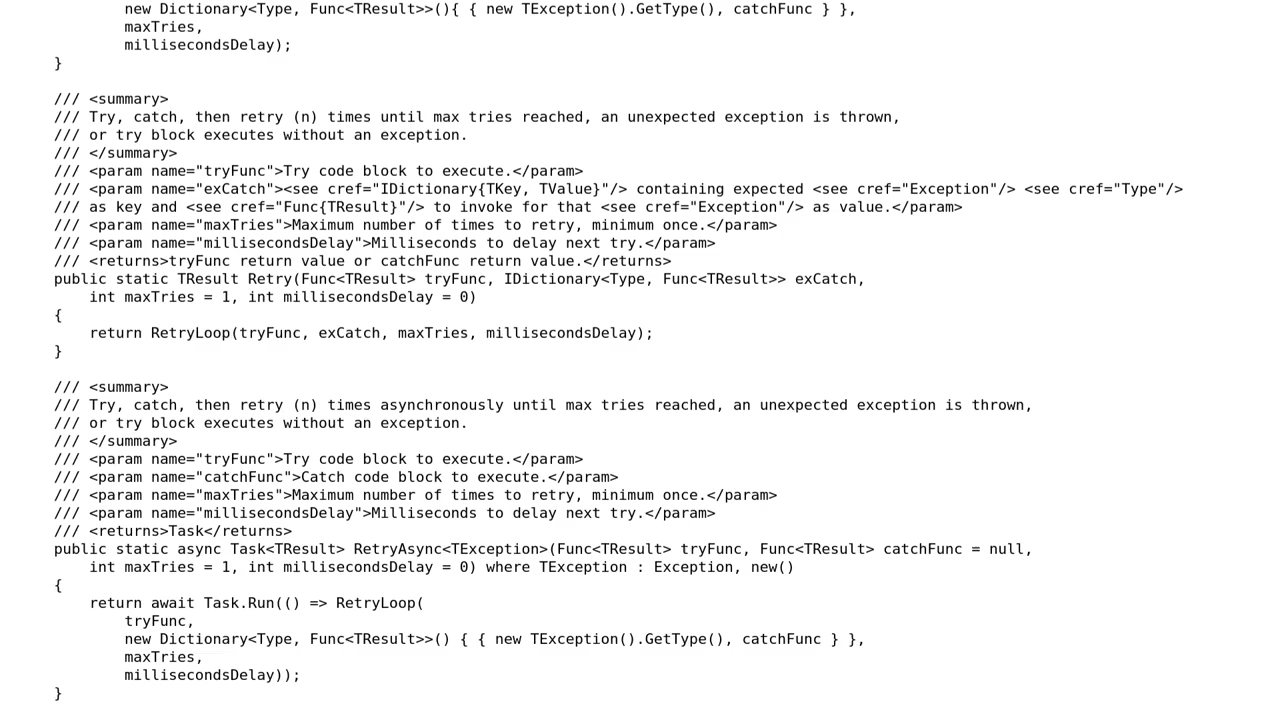 new Dictionary<Type, Func<TResult>>(){ { new TException().GetType(), catchFunc } },
maxTries,
millisecondsDelay);
}
/// <summary>
/// Try, catch, then retry (n) times until max tries reached, an unexpected exception is thrown,
/// or try block executes without an exception.
/// </summary>
/// <param name="tryFunc">Try code block to execute.</param>
/// <param name="exCatch"><see cref="IDictionary{TKey, TValue}"/> containing expected <see cref="Exception"/> <see cref="Type"/>
/// as key and <see cref="Func{TResult}"/> to invoke for that <see cref="Exception"/> as value.</param>
/// <param name="maxTries">Maximum number of times to retry, minimum once.</param>
/// <param name="millisecondsDelay">Milliseconds to delay next try.</param>
/// <returns>tryFunc return value or catchFunc return value.</returns>
public static TResult Retry(Func<TResult> tryFunc, IDictionary<Type, Func<TResult>> exCatch,
int maxTries = 1, int millisecondsDelay = 0)
{
return RetryLoop(tryFunc, exCatch, maxTries, millisecondsDelay);
}
/// <summary>
/// Try, catch, then retry (n) times asynchronously until max tries reached, an unexpected exception is thrown,
/// or try block executes without an exception.
/// </summary>
/// <param name="tryFunc">Try code block to execute.</param>
/// <param name="catchFunc">Catch code block to execute.</param>
/// <param name="maxTries">Maximum number of times to retry, minimum once.</param>
/// <param name="millisecondsDelay">Milliseconds to delay next try.</param>
/// <returns>Task</returns>
public static async Task<TResult> RetryAsync<TException>(Func<TResult> tryFunc, Func<TResult> catchFunc = null,
int maxTries = 1, int millisecondsDelay = 0) where TException : Exception, new()
{
return await Task.Run(() => RetryLoop(
tryFunc,
new Dictionary<Type, Func<TResult>>() { { new TException().GetType(), catchFunc } },
maxTries,
millisecondsDelay));
}